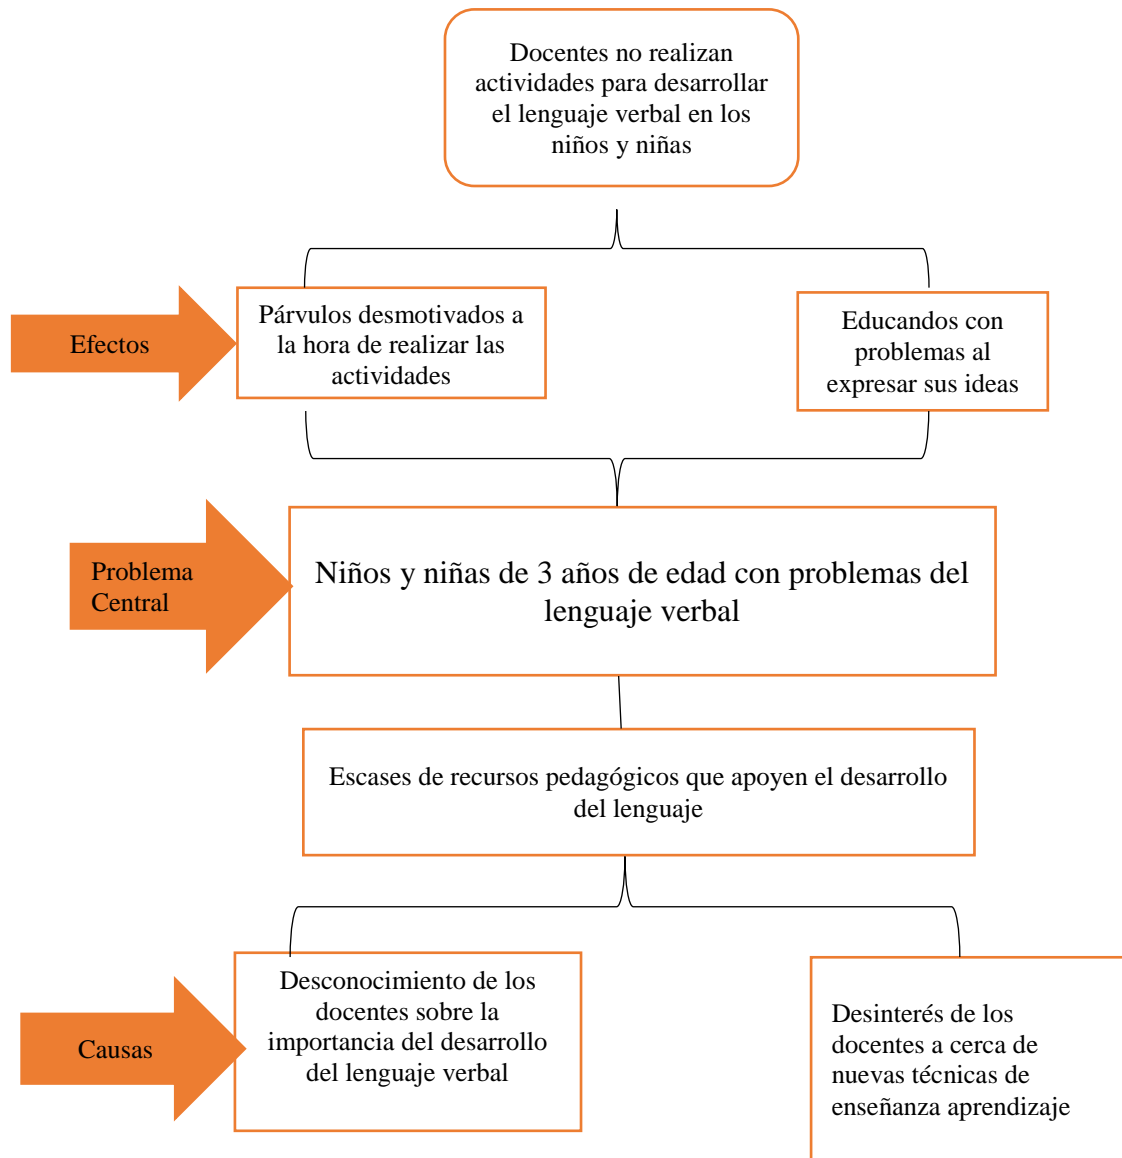 Docentes no realizan
actividades para desarrollar
el lenguaje verbal en los
niños y niñas
Efectos
Párvulos desmotivados a
la hora de realizar las
actividades
Educandos con
problemas al
expresar sus ideas
Problema
Central
Niños y niñas de 3 años de edad con problemas del
lenguaje verbal
Escases de recursos pedagógicos que apoyen el desarrollo
del lenguaje
Causas
Desconocimiento de los
docentes sobre la
importancia del desarrollo
del lenguaje verbal
Desinterés de los
docentes a cerca de
nuevas técnicas de
enseñanza aprendizaje